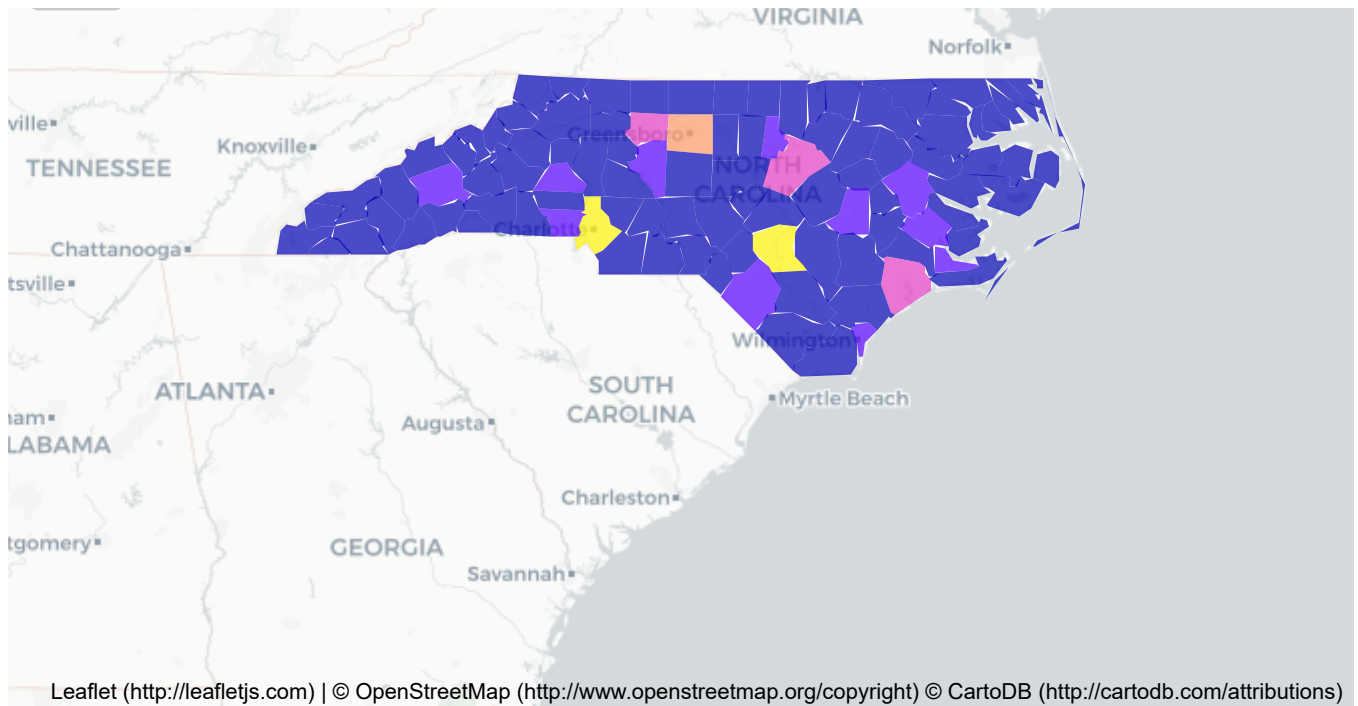 VIRGINIA
Norfolk
ville
Greensboro
Knoxville
TENNESSEE
NORTH
CAROLINA
Charlotte
Chattanooga
tsville
Wilmington
ATLANTA
SOUTH
CAROLINA
Myrtle Beach
ham
Augusta
LABAMA
Charleston
tgomery
GEORGIA
Savannah
Leaflet (http://leafletjs.com) | © OpenStreetMap (http://www.openstreetmap.org/copyright) © CartoDB (http://cartodb.com/attributions)